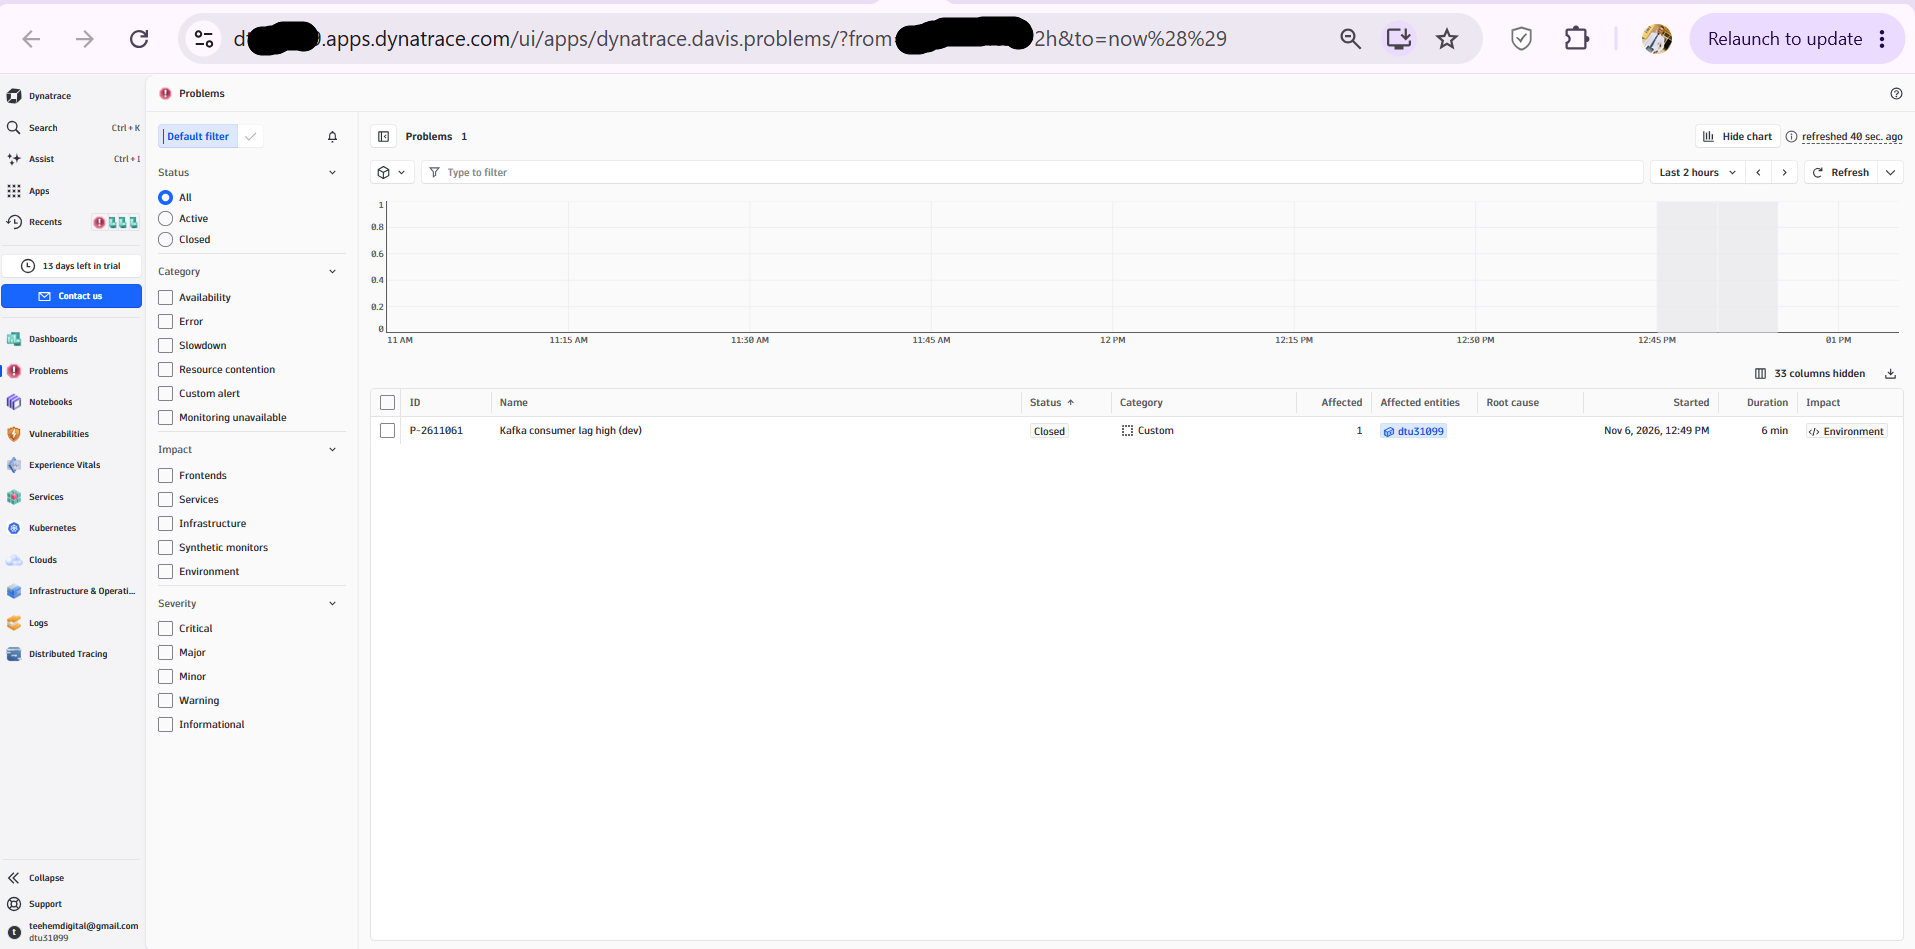 d
.apps.dynatrace.com/ui/apps/dynatrace.davis.problems/?from
2h&to=now%28%29
Relaunch to update
Dynatrace
Search Ctrl + K
Assist Ctrl + I
Apps
Recents
13 days left in trial
Contact us
Dashboards
Problems
Notebooks
Vulnerabilities
Experience Vitals
Services
Kubernetes
Clouds
Infrastructure & Operati...
Logs
Distributed Tracing
Collapse
Support
t
teehemdigital@gmail.com
dtu31099
Problems
Default filter
Status
All
Active
Closed
Category
Availability
Error
Slowdown
Resource contention
Custom alert
Monitoring unavailable
Impact
Frontends
Services
Infrastructure
Synthetic monitors
Environment
Severity
Critical
Major
Minor
Warning
Informational
Problems 1
Hide chart
refreshed 40 sec. ago
Type to filter
Last 2 hours
Refresh
1
0.8
0.6
0.4
0.2
0
11 AM 11:15 AM 11:30 AM 11:45 AM 12 PM 12:15 PM 12:30 PM 12:45 PM 01 PM
33 columns hidden
ID Name Status Category Affected Affected entities Root cause Started Duration Impact
P-2611061 Kafka consumer lag high (dev) Closed Custom 1 dtu31099 Nov 6, 2026, 12:49 PM 6 min Environment